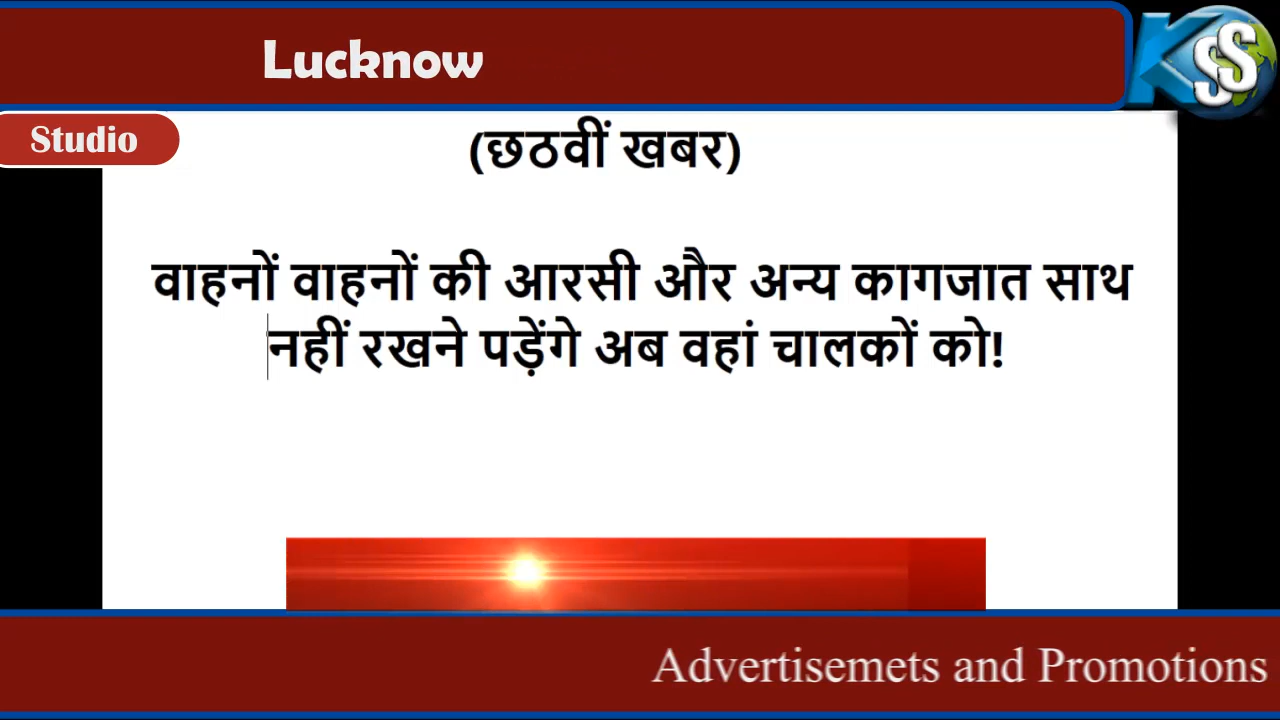 Lucknow
KSS
Studio
(छठवीं खबर)
वाहनों वाहनों की आरसी और अन्य कागजात साथ
नहीं रखने पड़ेंगे अब वहां चालकों को!
Advertisemets and Promotions